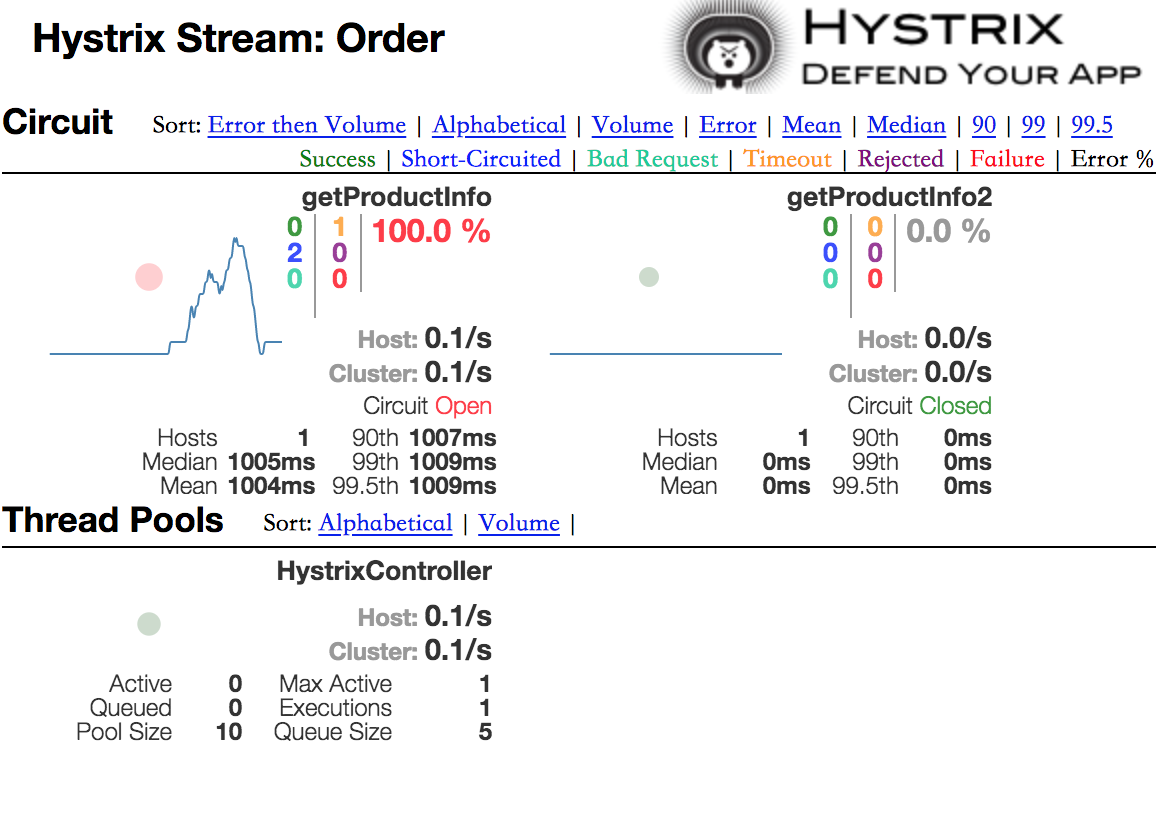 Hystrix Stream: Order
HYSTRIX
DEFEND YOUR APP
Circuit Sort: Error then Volume | Alphabetical | Volume | Error | Mean | Median | 90 | 99 | 99.5
Success | Short-Circuited | Bad Request | Timeout | Rejected | Failure | Error %
getProductInfo
0 1 100.0 %
2 0
0 0
Host: 0.1/s
Cluster: 0.1/s
Circuit Open
Hosts 1 90th 1007ms
Median 1005ms 99th 1009ms
Mean 1004ms 99.5th 1009ms
getProductInfo2
0 0 0.0 %
0 0
0 0
Host: 0.0/s
Cluster: 0.0/s
Circuit Closed
Hosts 1 90th 0ms
Median 0ms 99th 0ms
Mean 0ms 99.5th 0ms
Thread Pools Sort: Alphabetical | Volume |
HystrixController
Host: 0.1/s
Cluster: 0.1/s
Active 0 Max Active 1
Queued 0 Executions 1
Pool Size 10 Queue Size 5